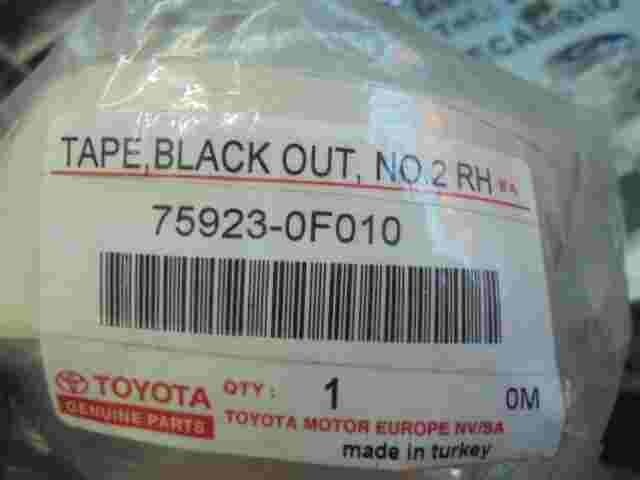 TAPE,BLACK OUT, NO.2 RH
75923-0F010
TOYOTA QTY: 1 0M
GENUINE PARTS TOYOTA MOTOR EUROPE NV/SA
made in turkey